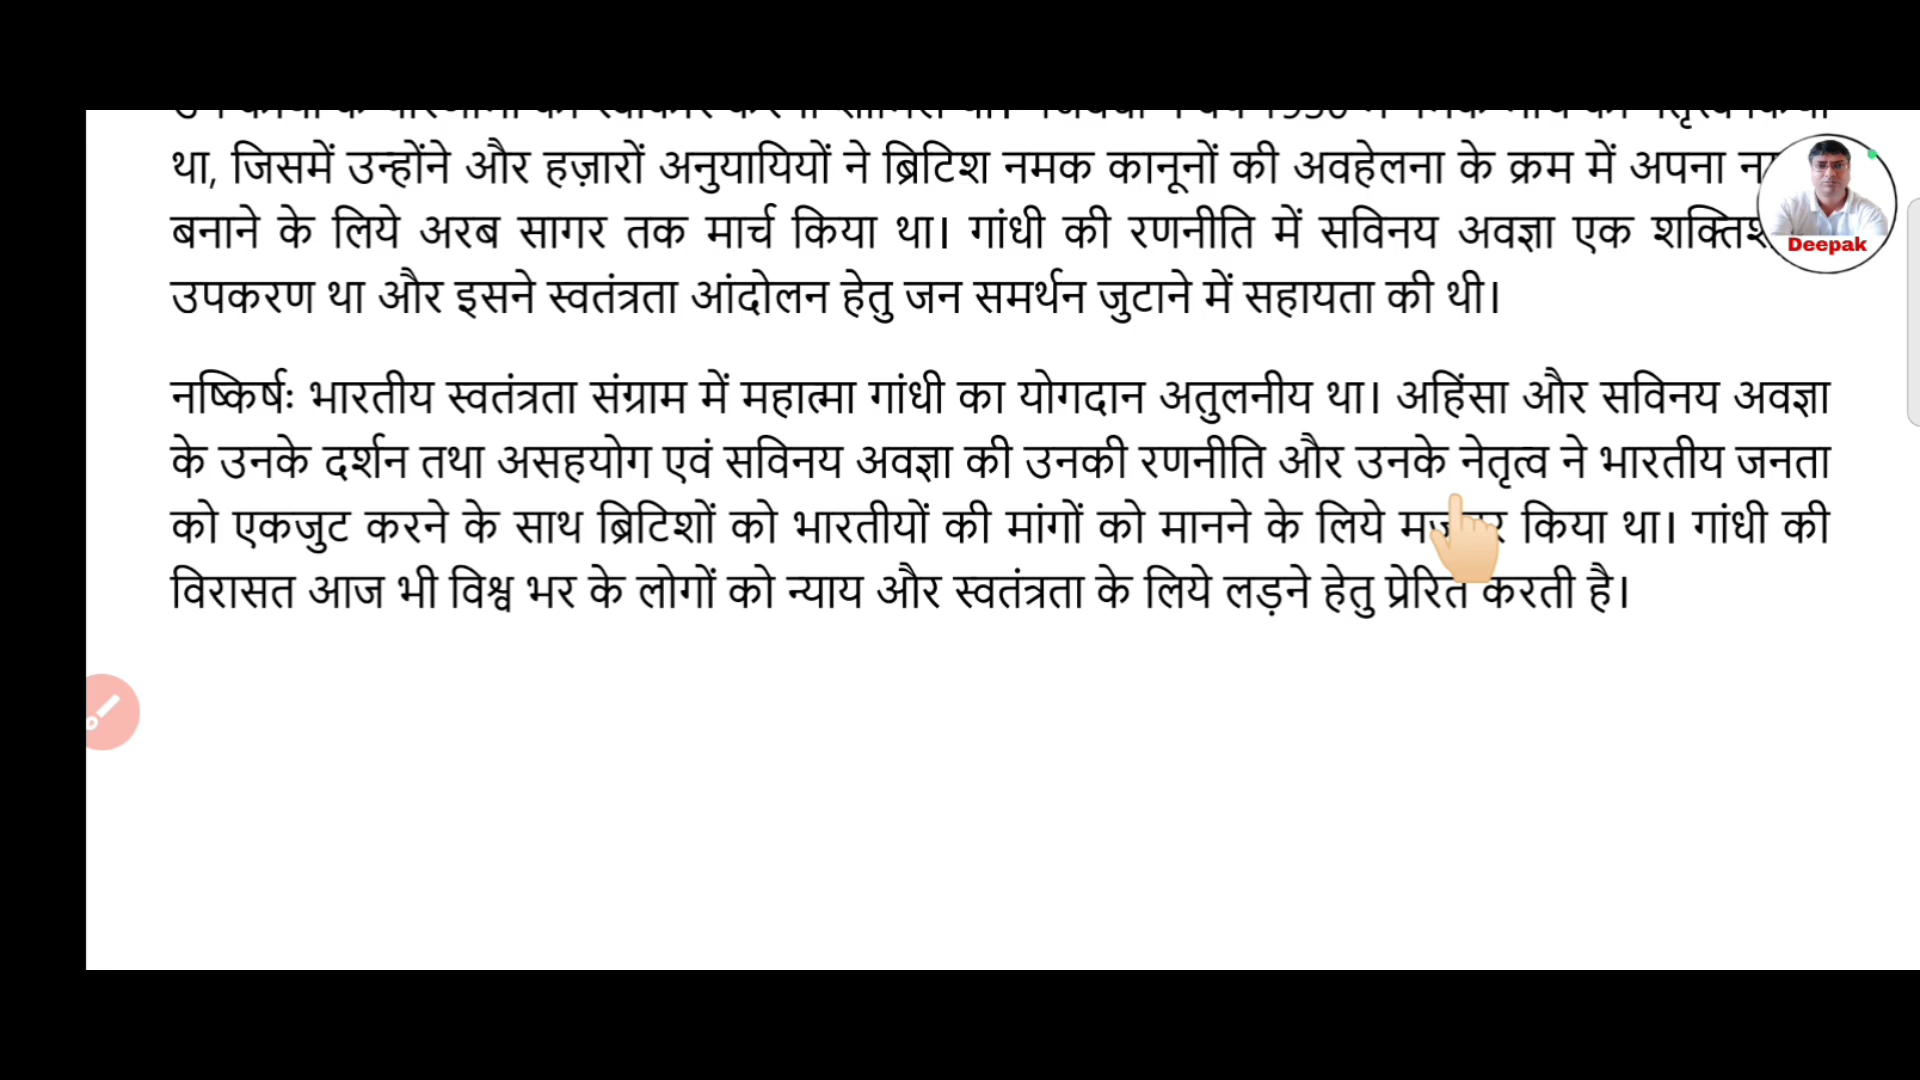 था, जिसमें उन्होंने और हज़ारों अनुयायियों ने ब्रिटिश नमक कानूनों की अवहेलना के क्रम में अपना
बनाने के लिये अरब सागर तक मार्च किया था। गांधी की रणनीति में सविनय अवज्ञा एक
Deepak
उपकरण था और इसने स्वतंत्रता आंदोलन हेतु जन समर्थन जुटाने में सहायता की थी।
नष्किर्षः भारतीय स्वतंत्रता संग्राम में महात्मा गांधी का योगदान अतुलनीय था। अहिंसा और सविनय अवज्ञा
के उनके दर्शन तथा असहयोग एवं सविनय अवज्ञा की उनकी रणनीति और उनके नेतृत्व ने भारतीय जनता
को एकजुट करने के साथ ब्रिटिशों को भारतीयों की मांगों को मानने के लिये किया था। गांधी की
विरासत आज भी विश्व भर के लोगों को न्याय और स्वतंत्रता के लिये लड़ने हेतु प्रेरित करती है।